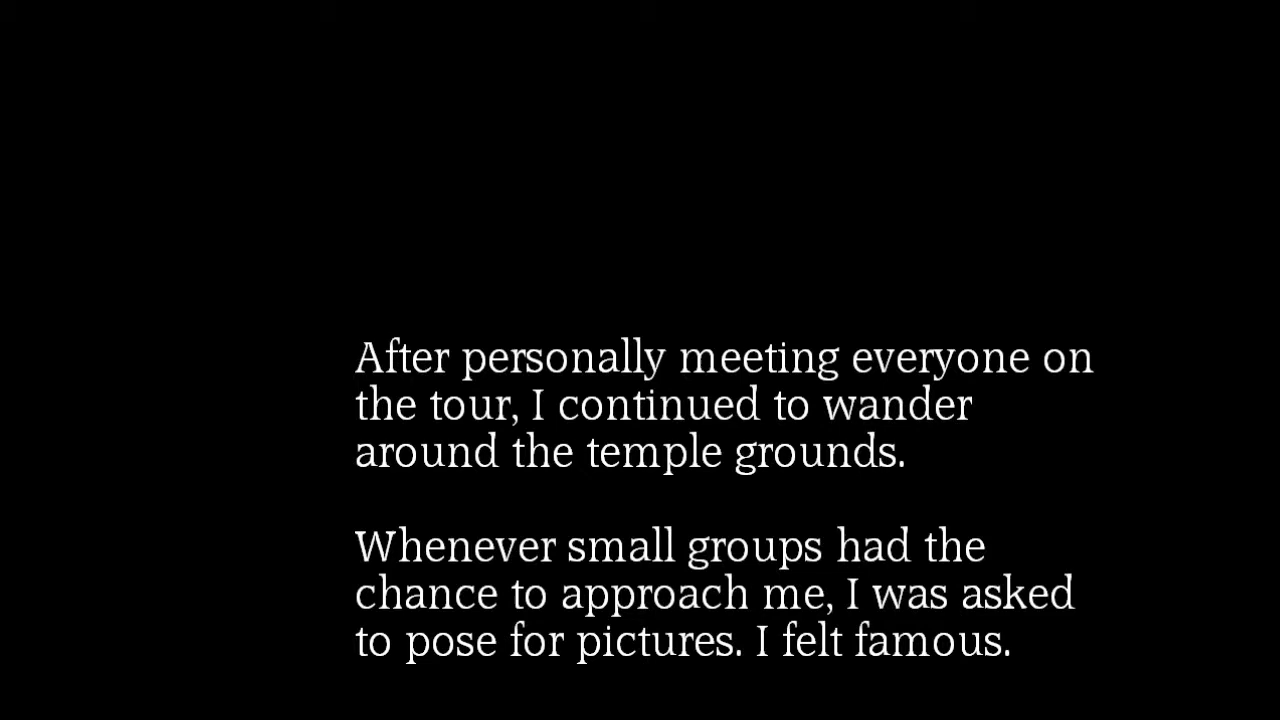 After personally meeting everyone on
the tour, I continued to wander
around the temple grounds.
Whenever small groups had the
chance to approach me, I was asked
to pose for pictures. I felt famous.